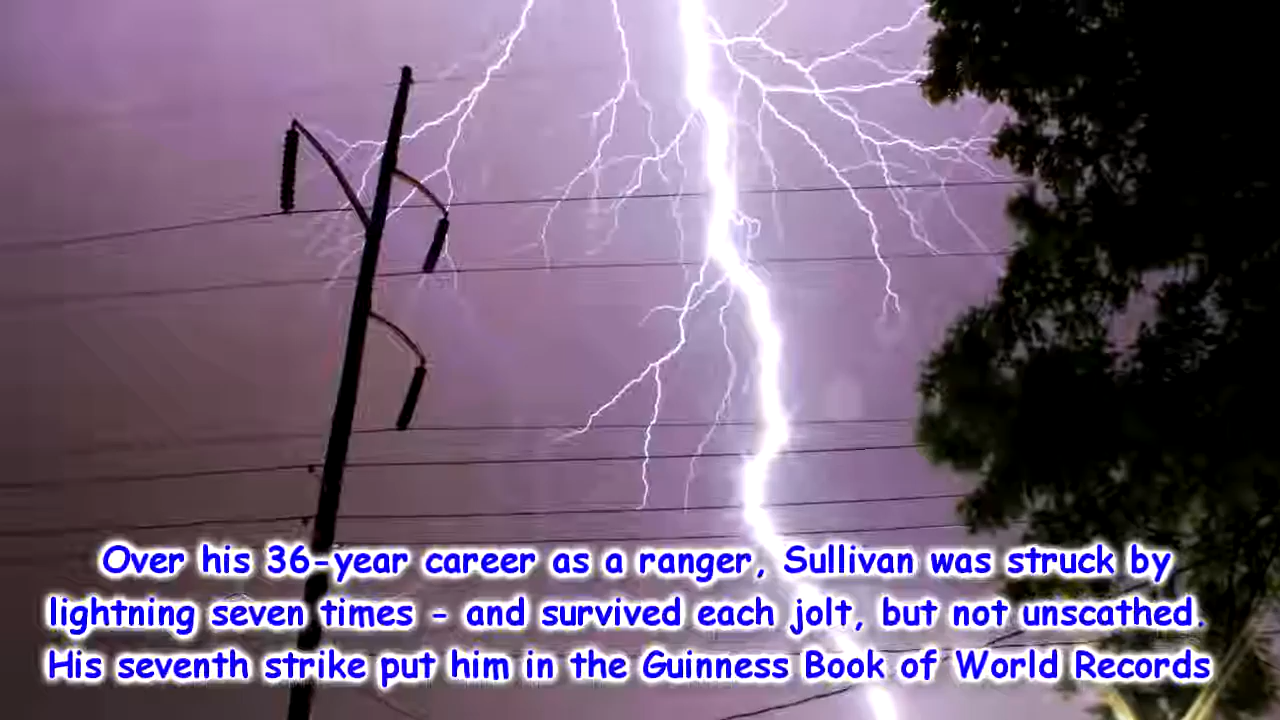 Over his 36-year career as a ranger, Sullivan was struck by
lightning seven times - and survived each jolt, but not unscathed.
His seventh strike put him in the Guinness Book of World Records